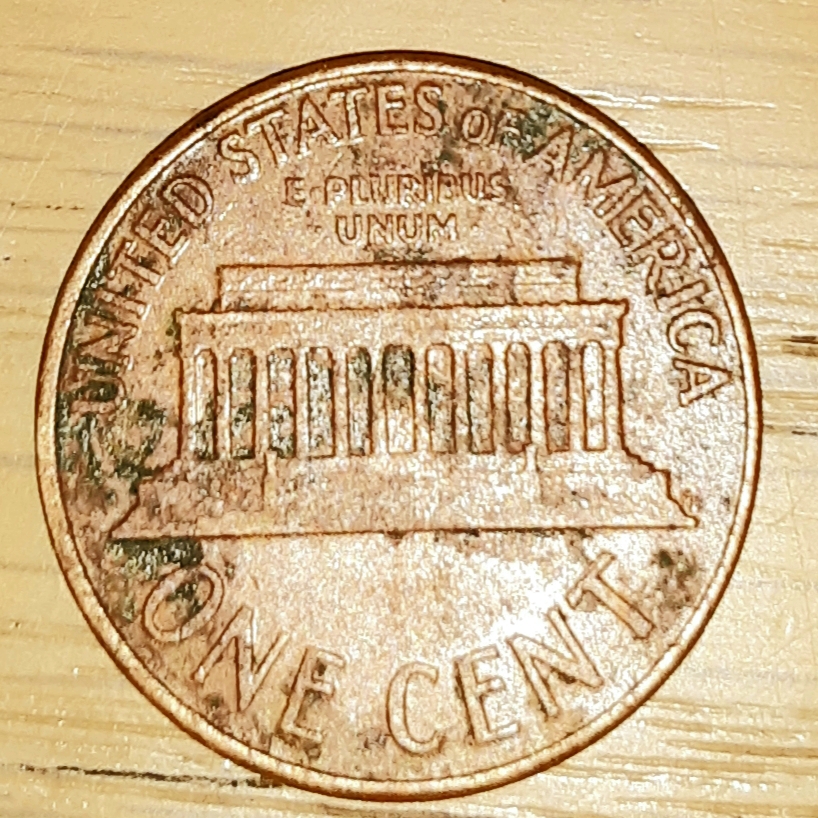 UNITED STATES OF AMERICA
E·PLURIBUS
·UNUM·
ONE CENT